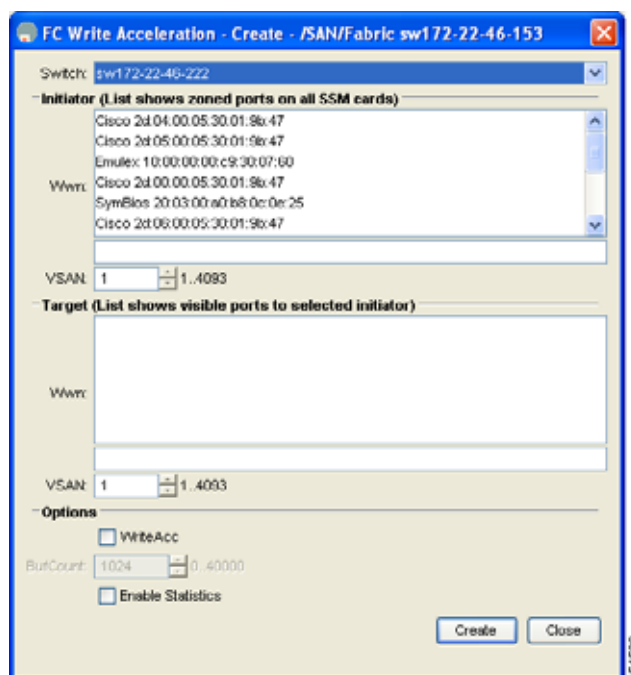 FC Write Acceleration - Create - /SAN/Fabric sw172-22-46-153
Switch: sw172-22-46-222
Initiator (List shows zoned ports on all SSM cards)
Cisco 2d:04:00:05:30:01:9b:47
Cisco 2d:05:00:05:30:01:9b:47
Emulex 10:00:00:00:c9:30:07:60
Wwn: Cisco 2d:00:00:05:30:01:9b:47
SymBios 20:03:00:a0:b8:0c:0e:25
Cisco 2d:06:00:05:30:01:9b:47
VSAN: 1 1..4093
Target (List shows visible ports to selected initiator)
Wwn:
VSAN: 1 1..4093
Options
WriteAcc
BufCount: 1024 0..40000
Enable Statistics
Create Close